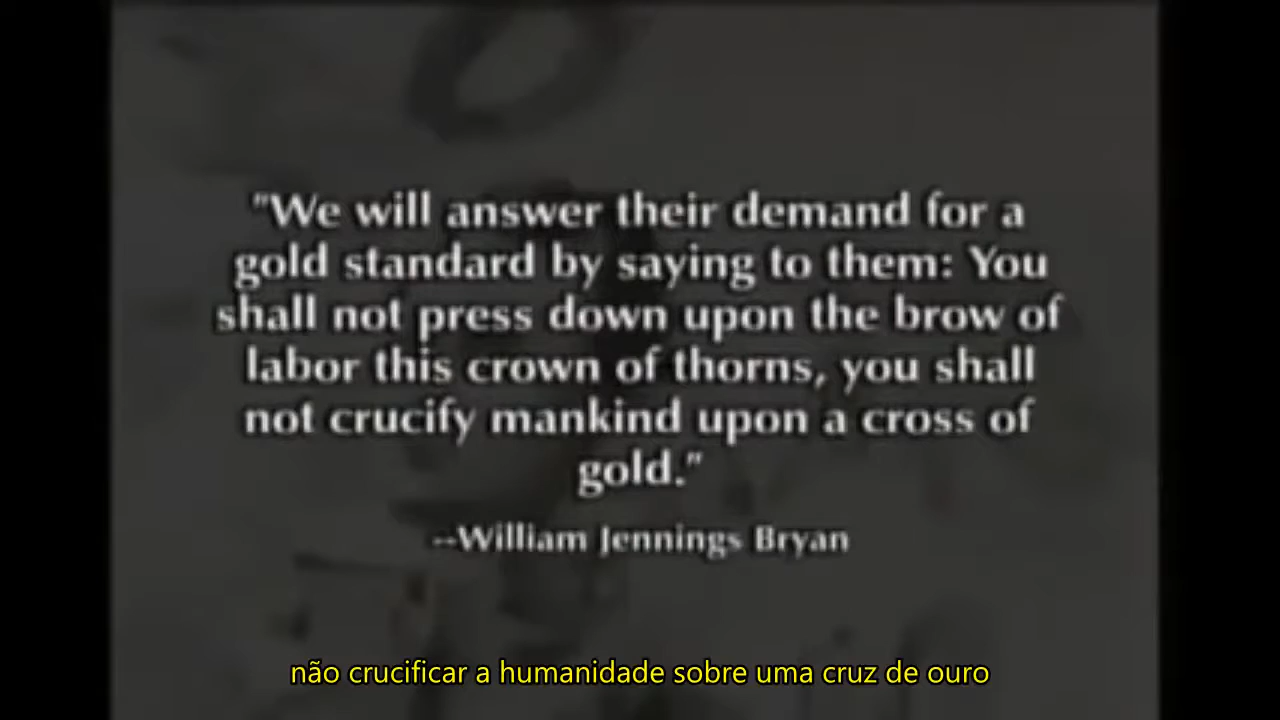 "We will answer their demand for a
gold standard by saying to them: You
shall not press down upon the brow of
labor this crown of thorns, you shall
not crucify mankind upon a cross of
gold."
--William Jennings Bryan
não crucificar a humanidade sobre uma cruz de ouro